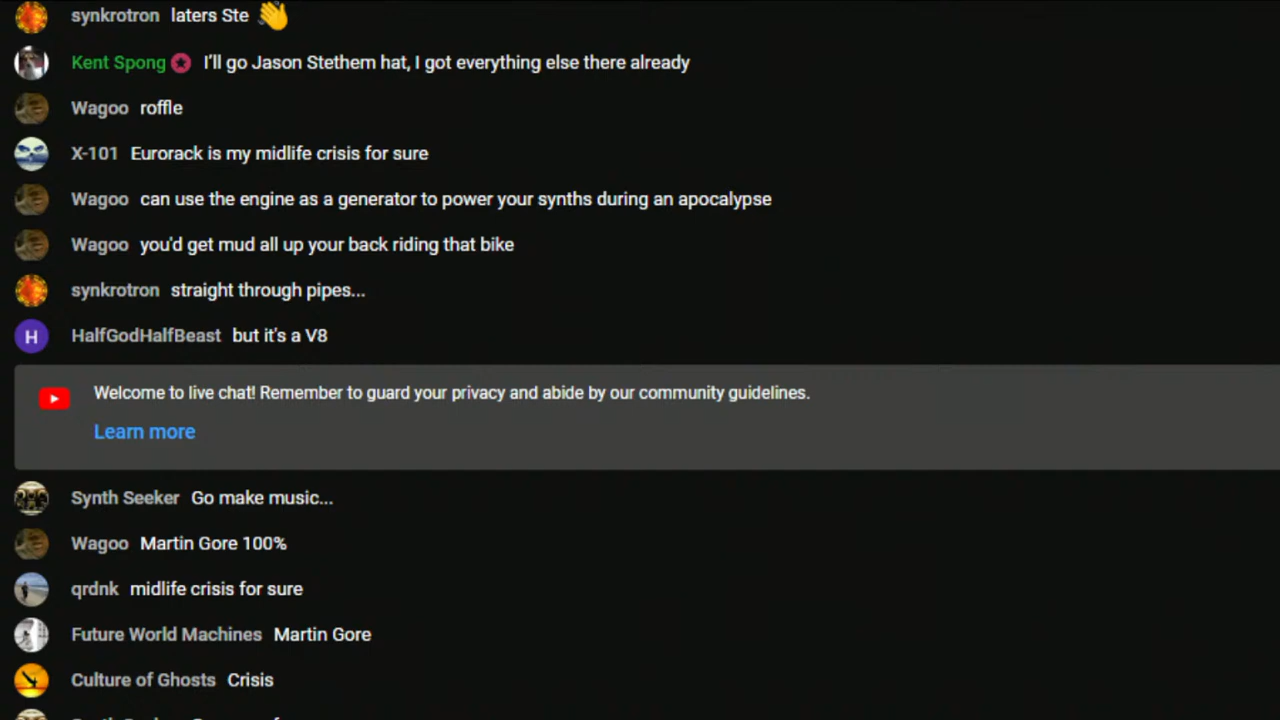 synkrotron laters Ste 👋
Kent Spong I'll go Jason Stethem hat, I got everything else there already
Wagoo roffle
X-101 Eurorack is my midlife crisis for sure
Wagoo can use the engine as a generator to power your synths during an apocalypse
Wagoo you'd get mud all up your back riding that bike
synkrotron straight through pipes...
H HalfGodHalfBeast but it's a V8
Welcome to live chat! Remember to guard your privacy and abide by our community guidelines.
Learn more
Synth Seeker Go make music...
Wagoo Martin Gore 100%
qrdnk midlife crisis for sure
Future World Machines Martin Gore
Culture of Ghosts Crisis